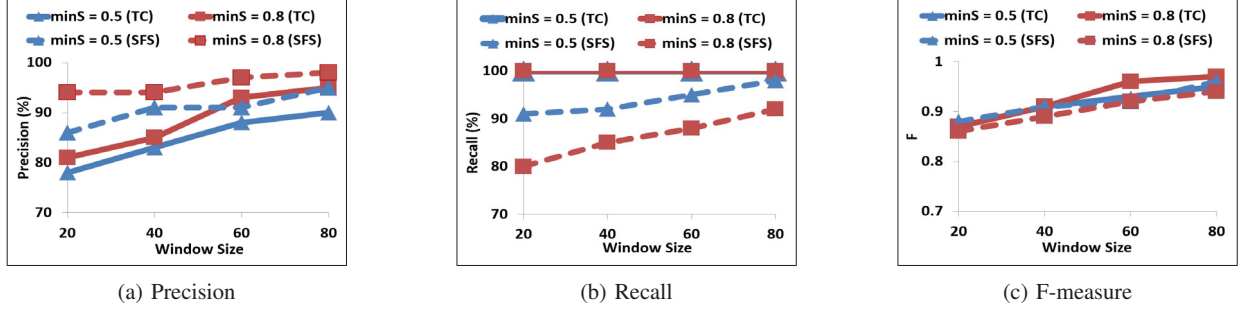 minS = 0.5 (TC) minS = 0.8 (TC)
minS = 0.5 (SFS) minS = 0.8 (SFS)
100
90
80
70
Precision (%)
20 40 60 80
Window Size
(a) Precision
minS = 0.5 (TC) minS = 0.8 (TC)
minS = 0.5 (SFS) minS = 0.8 (SFS)
100
90
80
70
Recall (%)
20 40 60 80
Window Size
(b) Recall
minS = 0.5 (TC) minS = 0.8 (TC)
minS = 0.5 (SFS) minS = 0.8 (SFS)
1
0.9
0.8
0.7
F
20 40 60 80
Window Size
(c) F-measure